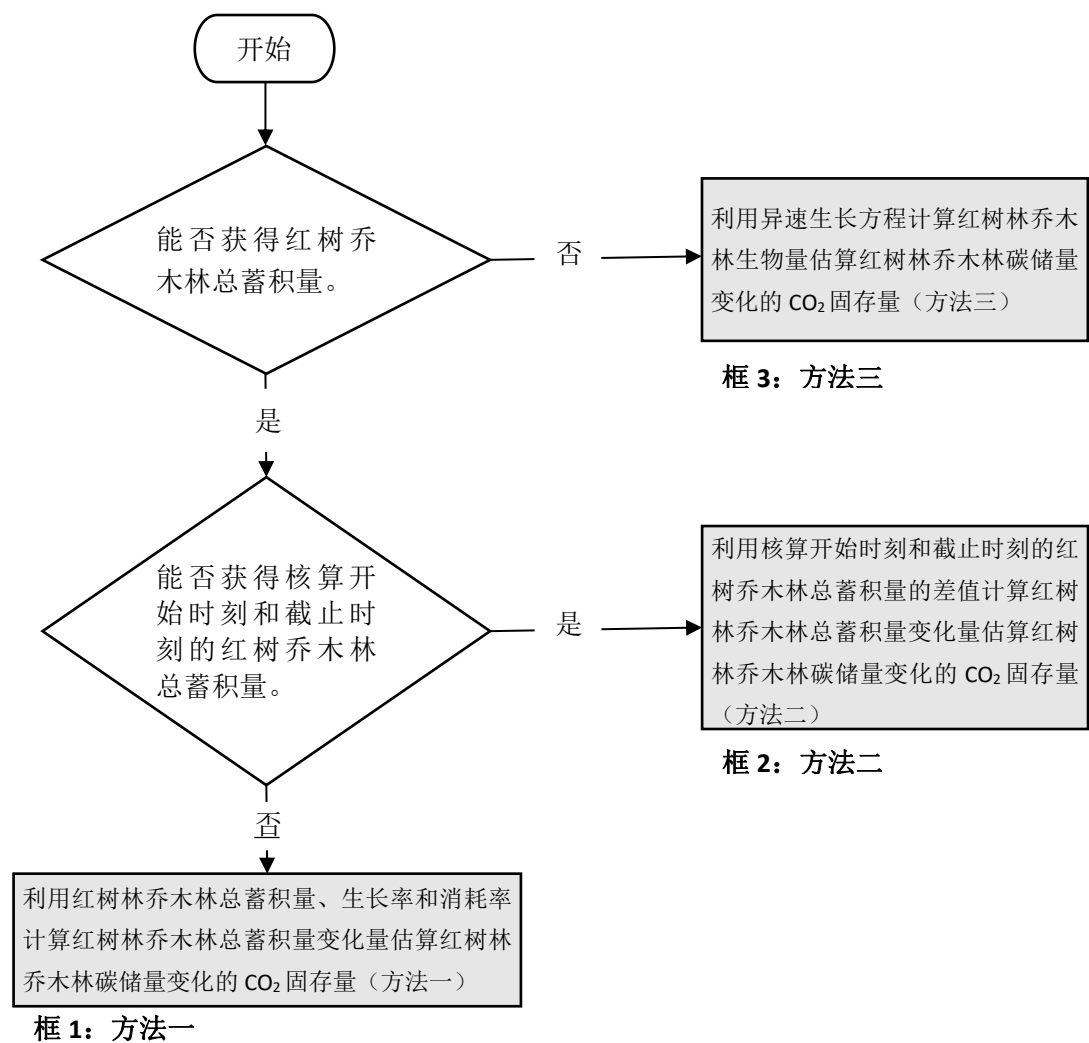 开始
能否获得红树乔
木林总蓄积量。
否
利用异速生长方程计算红树林乔木
林生物量估算红树林乔木林碳储量
变化的 CO₂ 固存量（方法三）
框 3：方法三
是
能否获得核算开
始时刻和截止时
刻的红树乔木林
总蓄积量。
是
利用核算开始时刻和截止时刻的红
树乔木林总蓄积量的差值计算红树
林乔木林总蓄积量变化量估算红树
林乔木林碳储量变化的 CO₂ 固存量
（方法二）
框 2：方法二
否
利用红树林乔木林总蓄积量、生长率和消耗率
计算红树林乔木林总蓄积量变化量估算红树林
乔木林碳储量变化的 CO₂ 固存量（方法一）
框 1：方法一